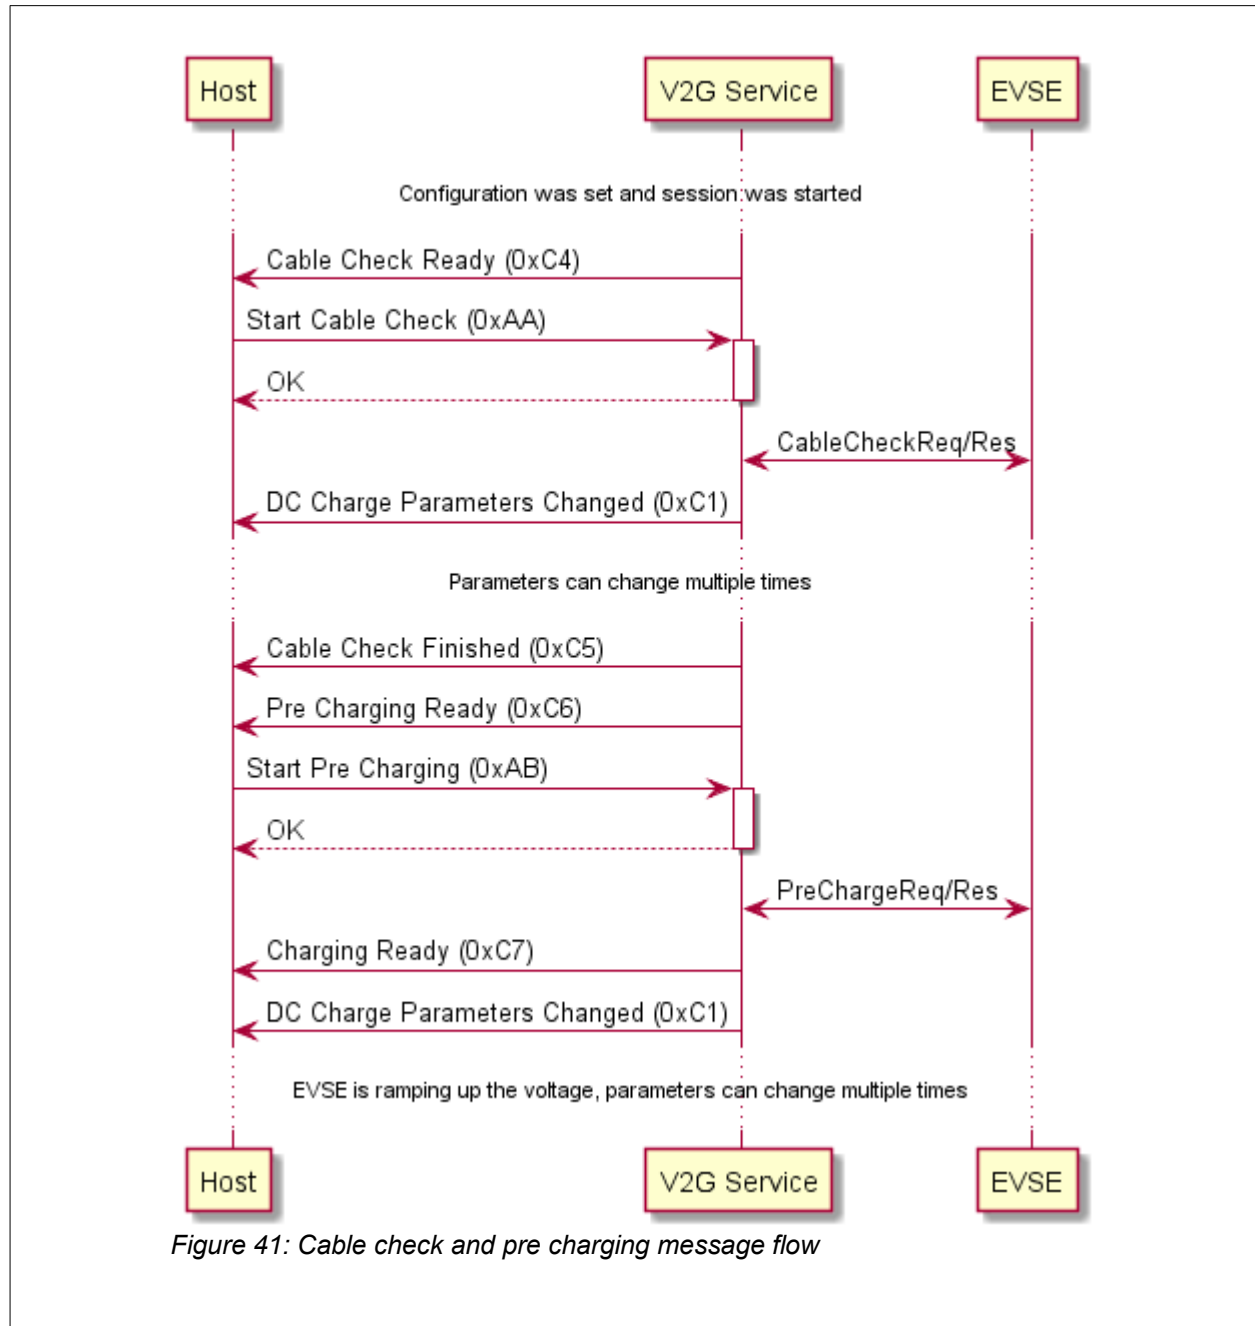 Host
V2G Service
EVSE
Configuration was set and session was started
Cable Check Ready (0xC4)
Start Cable Check (0xAA)
OK
CableCheckReq/Res
DC Charge Parameters Changed (0xC1)
Parameters can change multiple times
Cable Check Finished (0xC5)
Pre Charging Ready (0xC6)
Start Pre Charging (0xAB)
OK
PreChargeReq/Res
Charging Ready (0xC7)
DC Charge Parameters Changed (0xC1)
EVSE is ramping up the voltage, parameters can change multiple times
Host
V2G Service
EVSE
Figure 41: Cable check and pre charging message flow